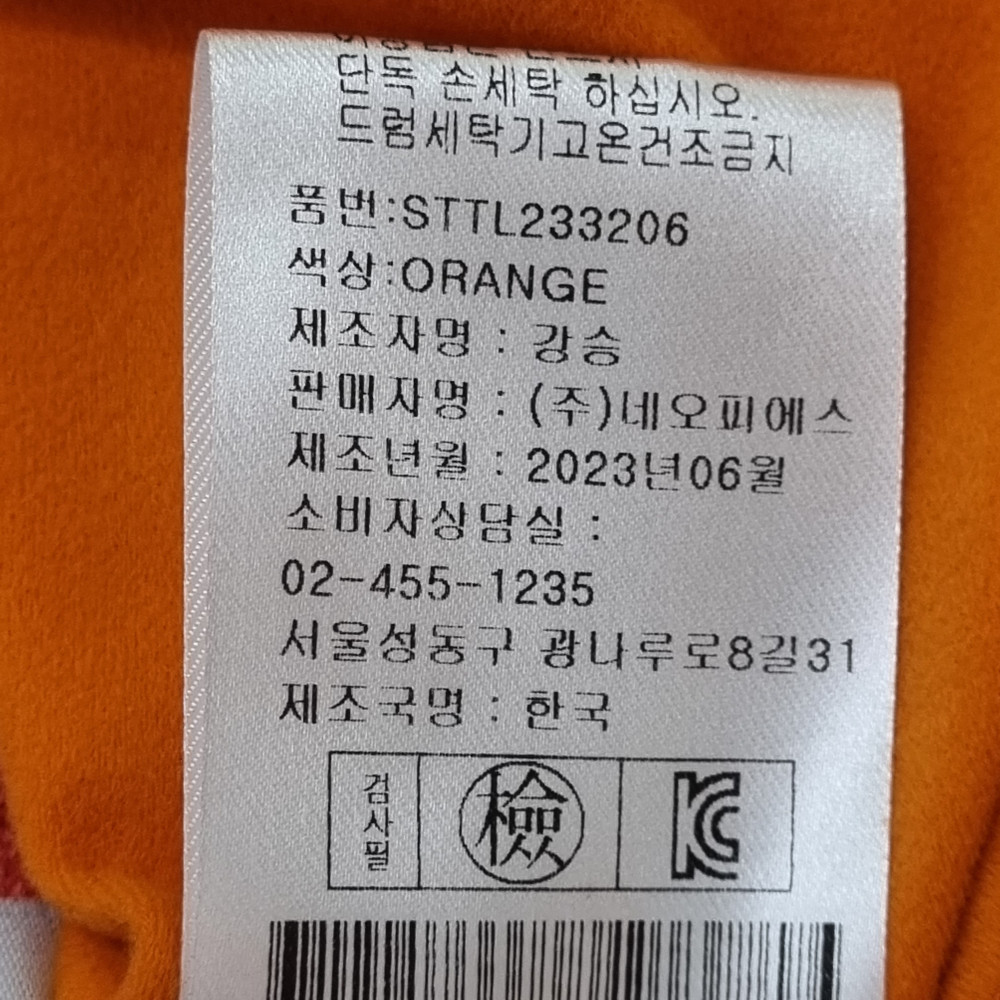 단독 손세탁 하십시오.
드럼세탁기고온건조금지
품번:STTL233206
색상:ORANGE
제조자명 : 강승
판매자명 : (주)네오피에스
제조년월 : 2023년06월
소비자상담실 :
02-455-1235
서울성동구 광나루로8길31
제조국명 : 한국
검사필
檢
KC